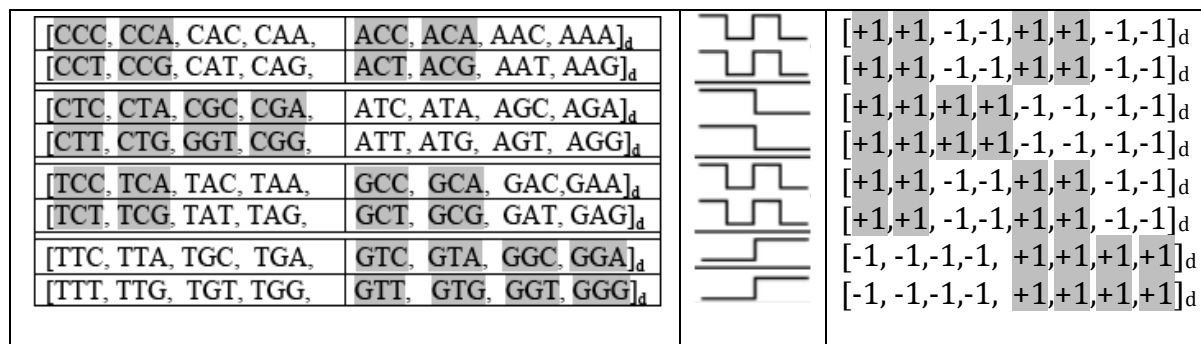 [CCC, CCA, CAC, CAA, ACC, ACA, AAC, AAA]d [+1,+1, -1,-1,+1,+1, -1,-1]d
[CCT, CCG, CAT, CAG, ACT, ACG, AAT, AAG]d [+1,+1, -1,-1,+1,+1, -1,-1]d
[CTC, CTA, CGC, CGA, ATC, ATA, AGC, AGA]d [+1,+1,+1,+1,-1, -1, -1,-1]d
[CTT, CTG, GGT, CGG, ATT, ATG, AGT, AGG]d [+1,+1,+1,+1,-1, -1, -1,-1]d
[TCC, TCA, TAC, TAA, GCC, GCA, GAC,GAA]d [+1,+1, -1,-1,+1,+1, -1,-1]d
[TCT, TCG, TAT, TAG, GCT, GCG, GAT, GAG]d [+1,+1, -1,-1,+1,+1, -1,-1]d
[TTC, TTA, TGC, TGA, GTC, GTA, GGC, GGA]d [-1, -1,-1,-1, +1,+1,+1,+1]d
[TTT, TTG, TGT, TGG, GTT, GTG, GGT, GGG]d [-1, -1,-1,-1, +1,+1,+1,+1]d